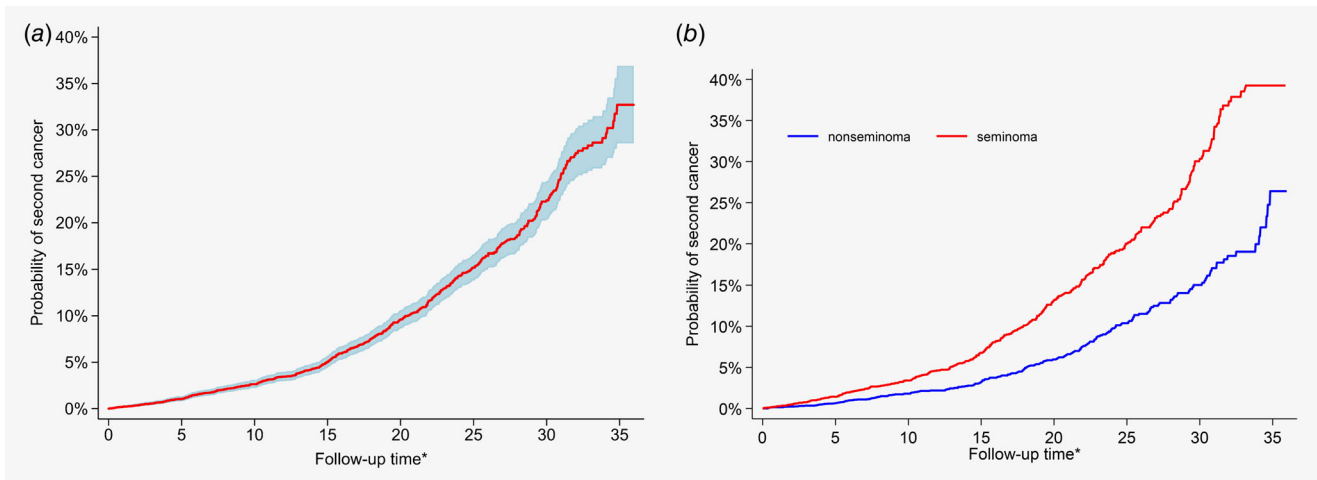 (a)
40%
35%
30%
25%
20%
15%
10%
5%
0%
Probability of second cancer
0 5 10 15 20 25 30 35
Follow-up time*
(b)
40%
35%
30%
25%
20%
15%
10%
5%
0%
Probability of second cancer
nonseminoma seminoma
0 5 10 15 20 25 30 35
Follow-up time*